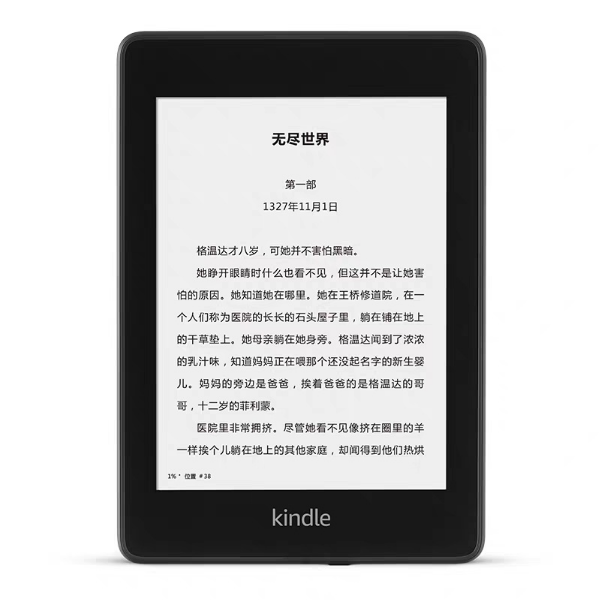 无尽世界
第一部
1327年11月1日
格温达才八岁，可她并不害怕黑暗。
她睁开眼睛时什么也看不见，但这并不是让她害
怕的原因。她知道她在哪里。她在王桥修道院，在一
个人们称为医院的长长的石头屋子里，躺在铺在地上
的干草垫上。她母亲躺在她身旁。格温达闻到了浓浓
的乳汁味，知道妈妈正在喂那个还没起名字的新生婴
儿。妈妈的旁边是爸爸，挨着爸爸的是格温达的哥
哥，十二岁的菲利蒙。
医院里非常拥挤。尽管她看不见像挤在圈里的羊
一样挨个儿躺在地上的其他家庭，却闻得到他们热烘
1%· 位置 #38
kindle